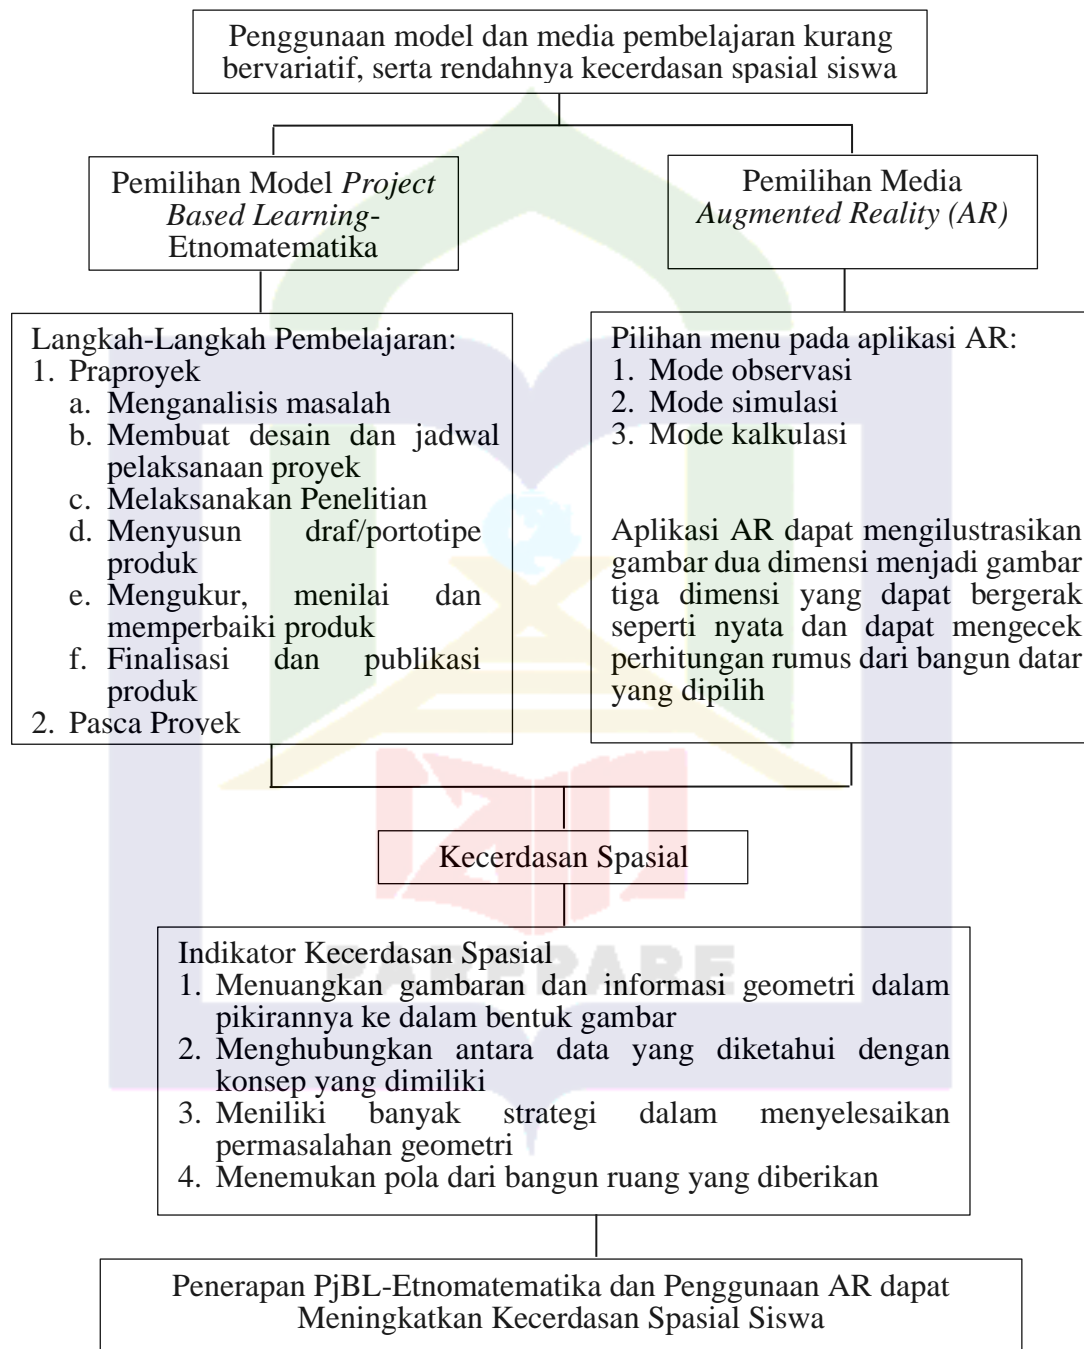 Penggunaan model dan media pembelajaran kurang
bervariatif, serta rendahnya kecerdasan spasial siswa
Pemilihan Model Project
Based Learning-
Etnomatematika
Pemilihan Media
Augmented Reality (AR)
Langkah-Langkah Pembelajaran:
1. Praproyek
a. Menganalisis masalah
b. Membuat desain dan jadwal
pelaksanaan proyek
c. Melaksanakan Penelitian
d. Menyusun draf/portotipe
produk
e. Mengukur, menilai dan
memperbaiki produk
f. Finalisasi dan publikasi
produk
2. Pasca Proyek
Pilihan menu pada aplikasi AR:
1. Mode observasi
2. Mode simulasi
3. Mode kalkulasi
Aplikasi AR dapat mengilustrasikan
gambar dua dimensi menjadi gambar
tiga dimensi yang dapat bergerak
seperti nyata dan dapat mengecek
perhitungan rumus dari bangun datar
yang dipilih
Kecerdasan Spasial
PAREPARE
Indikator Kecerdasan Spasial
1. Menuangkan gambaran dan informasi geometri dalam
pikirannya ke dalam bentuk gambar
2. Menghubungkan antara data yang diketahui dengan
konsep yang dimiliki
3. Meniliki banyak strategi dalam menyelesaikan
permasalahan geometri
4. Menemukan pola dari bangun ruang yang diberikan
Penerapan PjBL-Etnomatematika dan Penggunaan AR dapat
Meningkatkan Kecerdasan Spasial Siswa